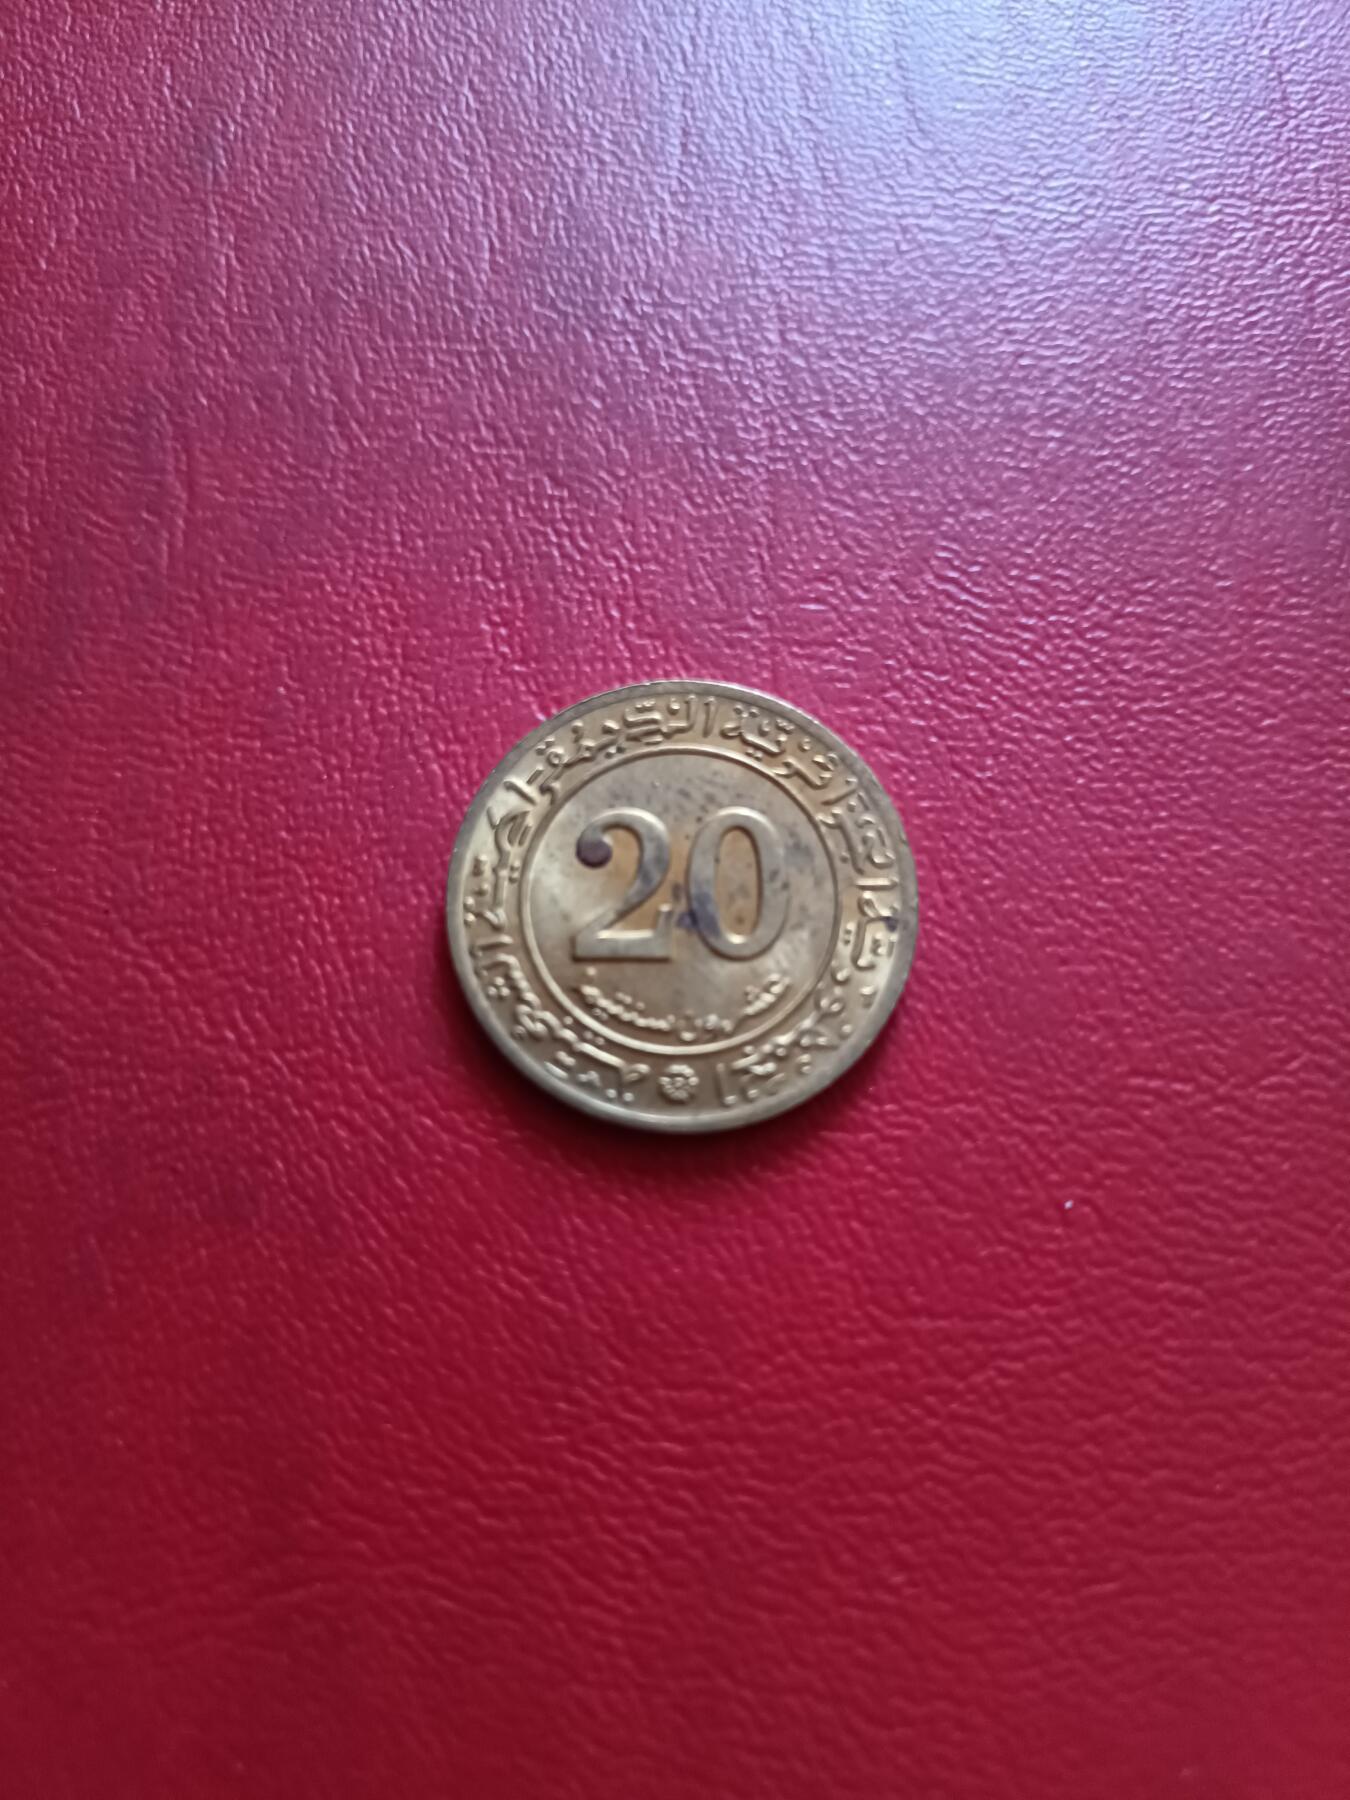 الجمهورية الجزائرية الديمقراطية الشعبية
20
عشرون سنتيما